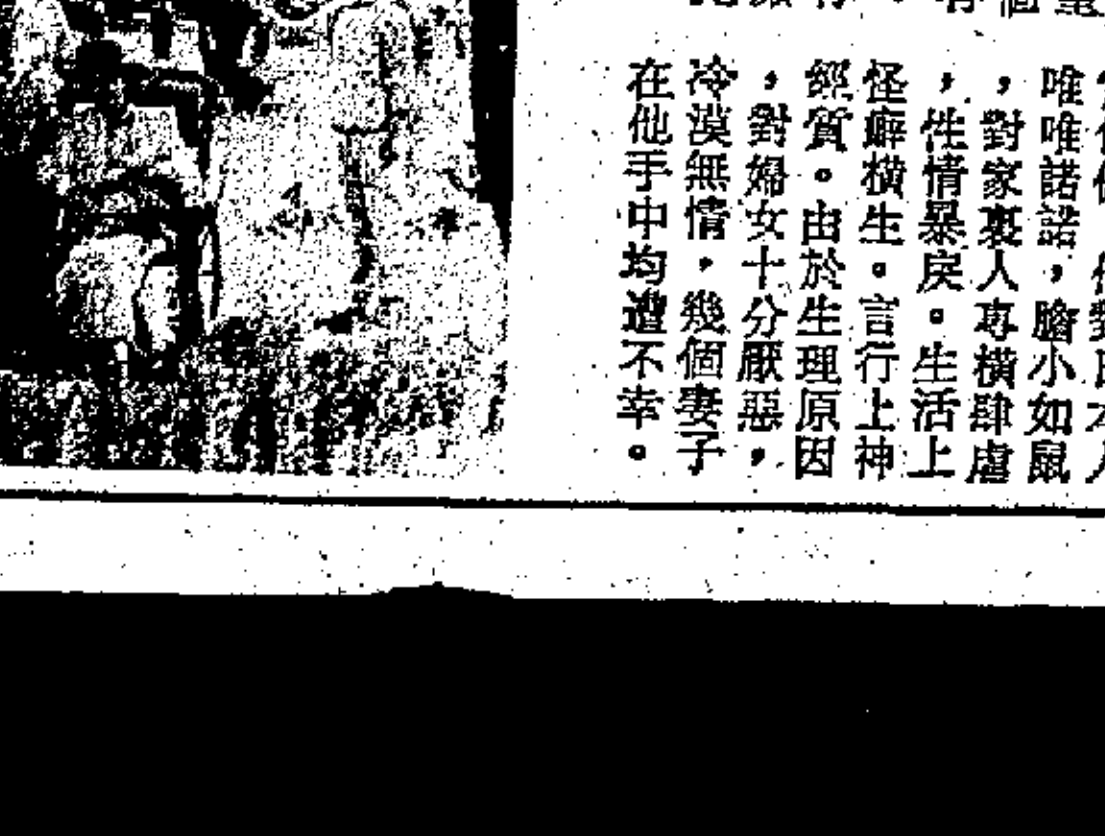 唯唯諾諾，膽小如鼠
，對家裏人專橫肆虐
，性情暴戾。生活上
怪癖橫生。言行上神
經質。由於生理原因
，對婦女十分厭惡，
冷漠無情，幾個妻子
在他手中均遭不幸。